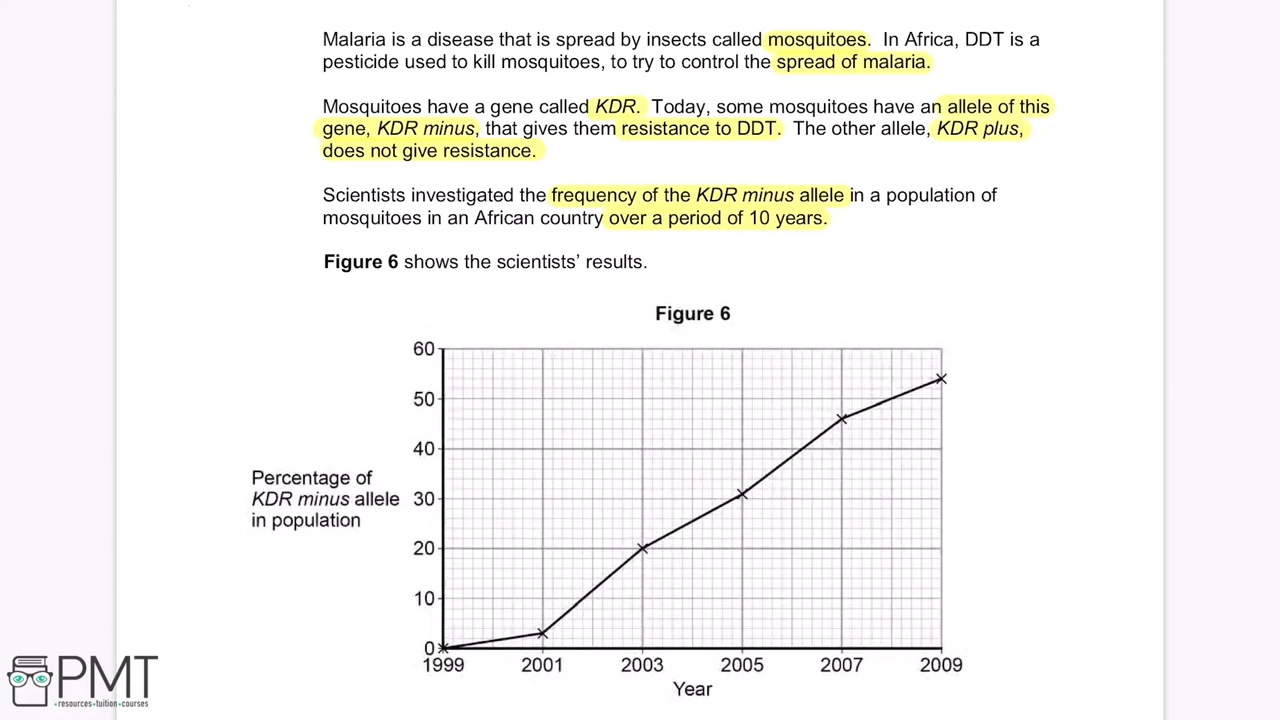 Malaria is a disease that is spread by insects called mosquitoes. In Africa, DDT is a
pesticide used to kill mosquitoes, to try to control the spread of malaria.
Mosquitoes have a gene called KDR. Today, some mosquitoes have an allele of this
gene, KDR minus, that gives them resistance to DDT. The other allele, KDR plus,
does not give resistance.
Scientists investigated the frequency of the KDR minus allele in a population of
mosquitoes in an African country over a period of 10 years.
Figure 6 shows the scientists’ results.
Figure 6
60
50
40
30
20
10
0
Percentage of
KDR minus allele
in population
1999 2001 2003 2005 2007 2009
Year
PMT
resources•tuition•courses